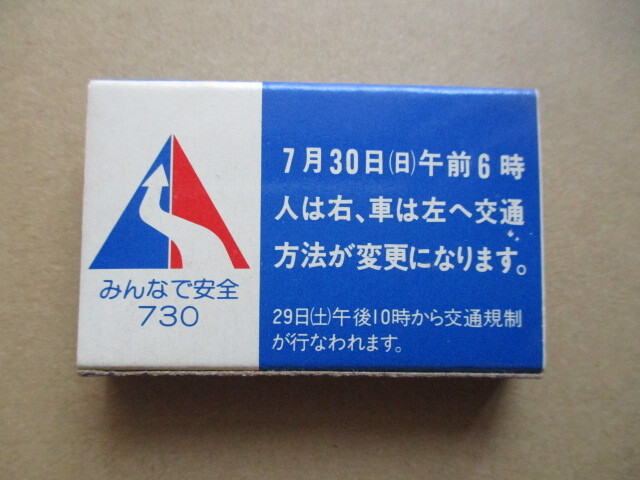 みんなで安全
730
7月30日(日)午前6時
人は右、車は左へ交通
方法が変更になります。
29日(土)午後10時から交通規制
が行なわれます。